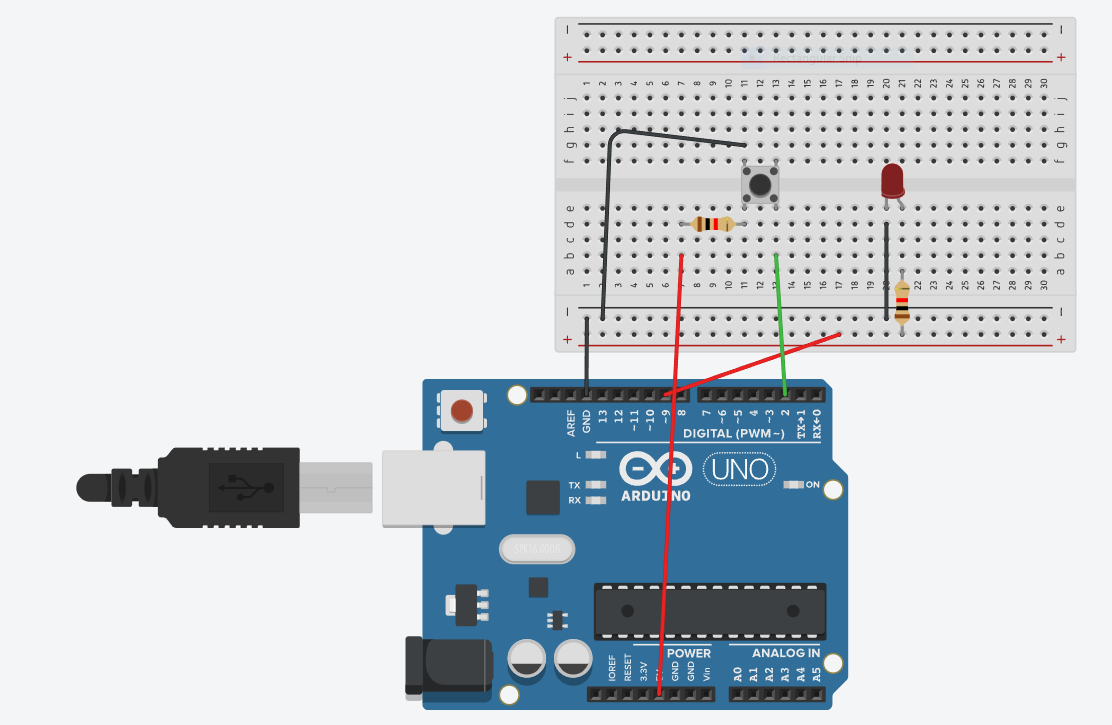 − −
+ +
Rectangular Snip
1 2 3 4 5 6 7 8 9 10 11 12 13 14 15 16 17 18 19 20 21 22 23 24 25 26 27 28 29 30
j j
i i
h h
g g
f f
e e
d d
c c
b b
a a
1 2 3 4 5 6 7 8 9 10 11 12 13 14 15 16 17 18 19 20 21 22 23 24 25 26 27 28 29 30
− −
+ +
AREF GND 13 12 ~11 ~10 ~9 8 7 ~6 ~5 4 ~3 2 TX→1 RX←0
DIGITAL (PWM~)
L
TX
RX
UNO
ON
ARDUINO
POWER ANALOG IN
IOREF RESET 3.3V GND GND Vin A0 A1 A2 A3 A4 A5